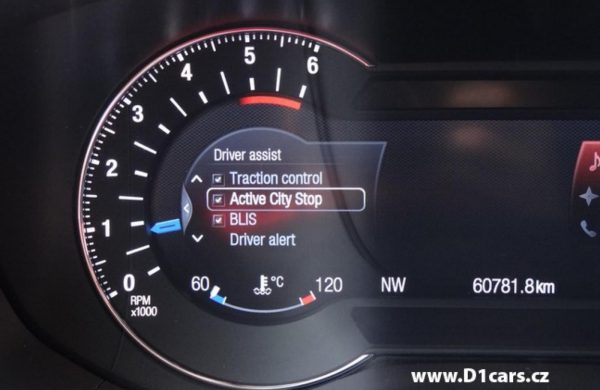 6
5
4
3
2
1
0
RPM
x1000
Driver assist
Traction control
Active City Stop
BLIS
Driver alert
60 °C 120
NW 60781.8km
www.D1cars.cz